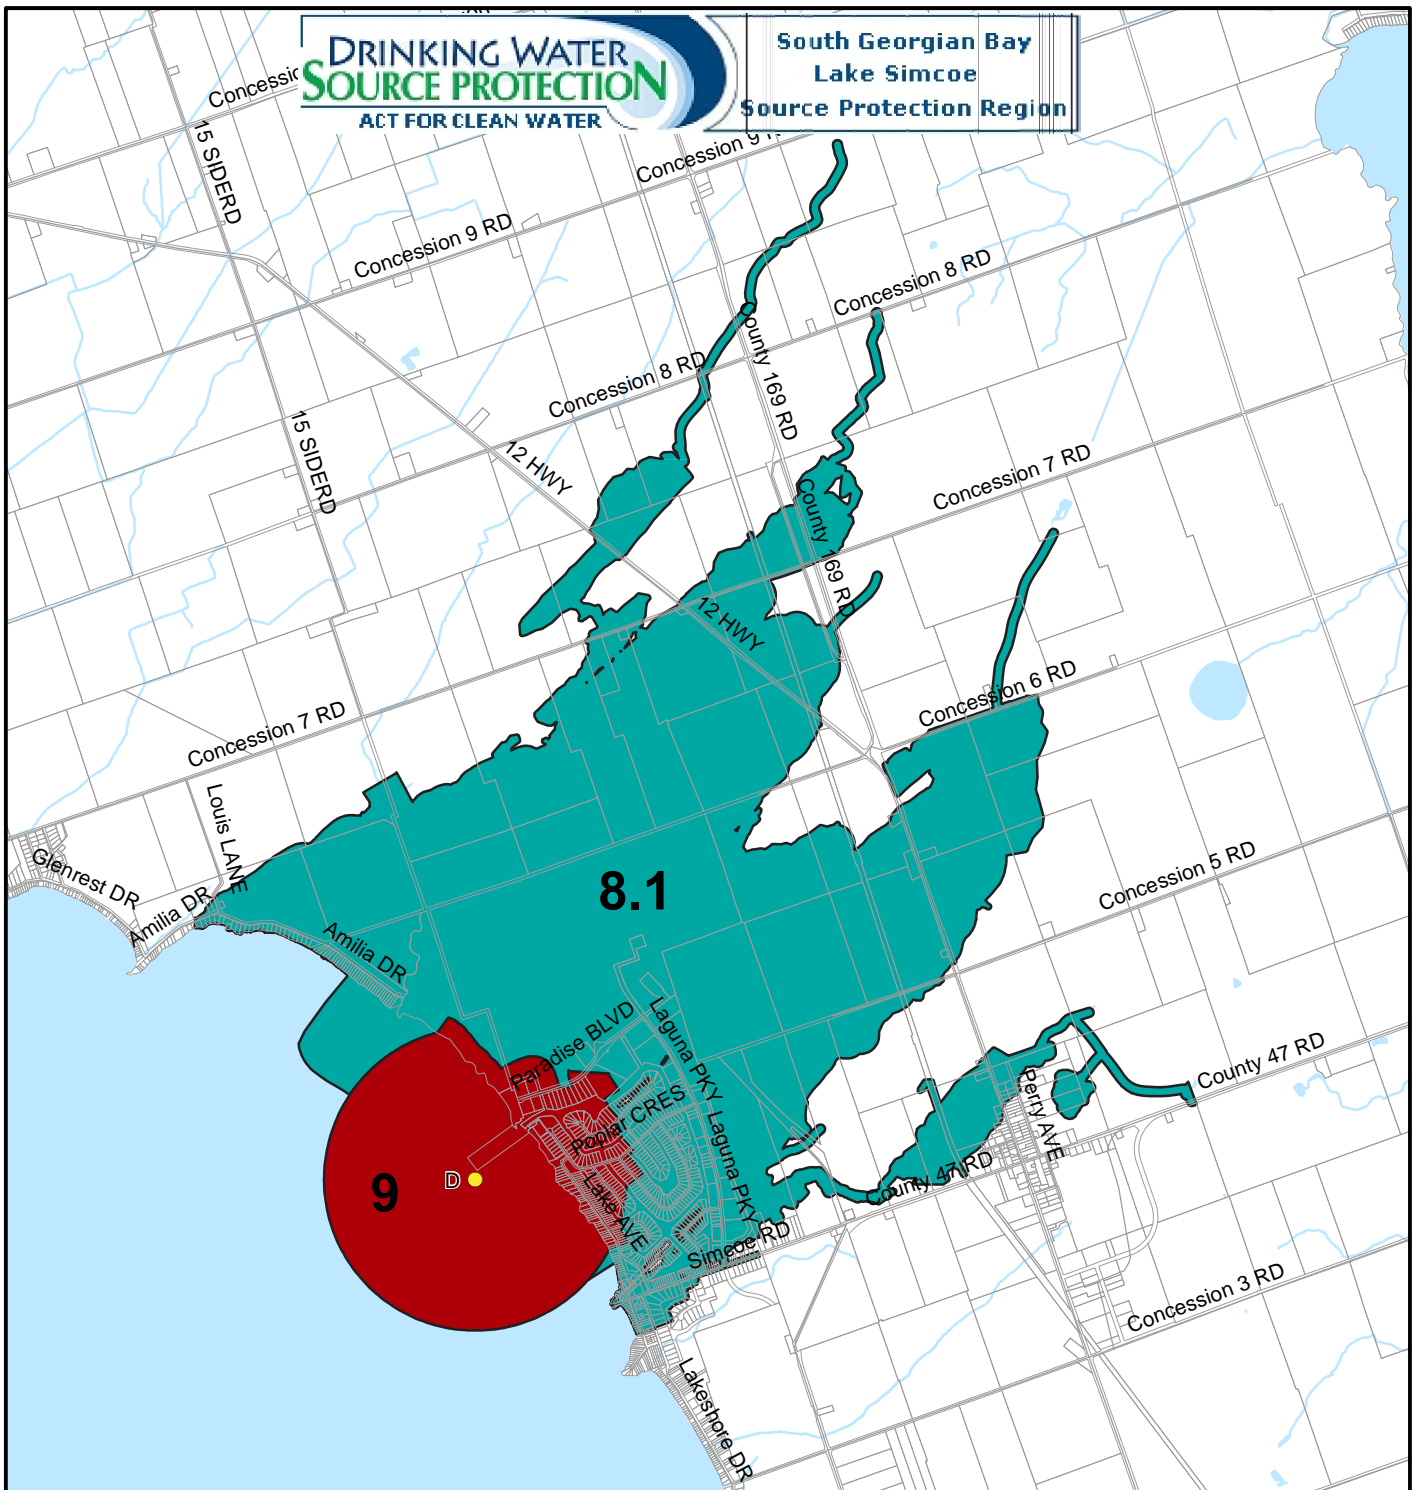 DRINKING WATER
SOURCE PROTECTION
ACT FOR CLEAN WATER
South Georgian Bay
Lake Simcoe
Source Protection Region
15 SIDERD
Concession 9
Concession 9 RD
Concession 8 RD
County 169 RD
Concession 8 RD
15 SIDERD
12 HWY
Concession 7 RD
County 169 RD
12 HWY
Concession 6 RD
Concession 7 RD
Louis LANE
Glenrest DR
Amilia DR
8.1
Concession 5 RD
Amilia DR
Paradise BLVD
Laguna PKY
County 47 RD
Perry AVE
Poplar CRES
Laguna PKY
9
D
Lake AVE
County 47 RD
Simcoe RD
Concession 3 RD
Lakeshore DR